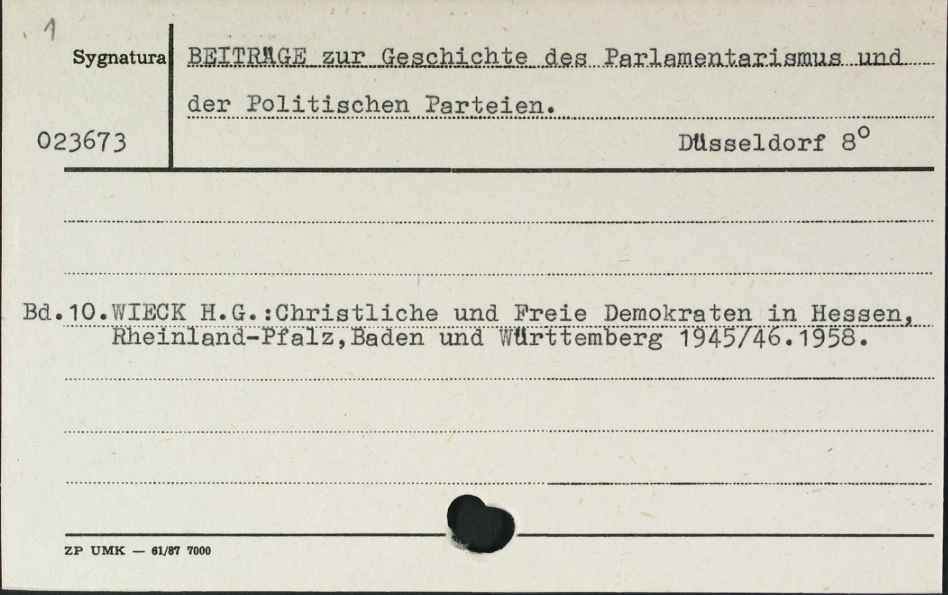 1
Sygnatura
BEITRÄGE zur Geschichte des Parlamentarismus und
der Politischen Parteien.
023673
Düsseldorf 8°
Bd.10.WIECK H.G.:Christliche und Freie Demokraten in Hessen,
Rheinland-Pfalz,Baden und Württemberg 1945/46.1958.
ZP UMK — 61/87 7000